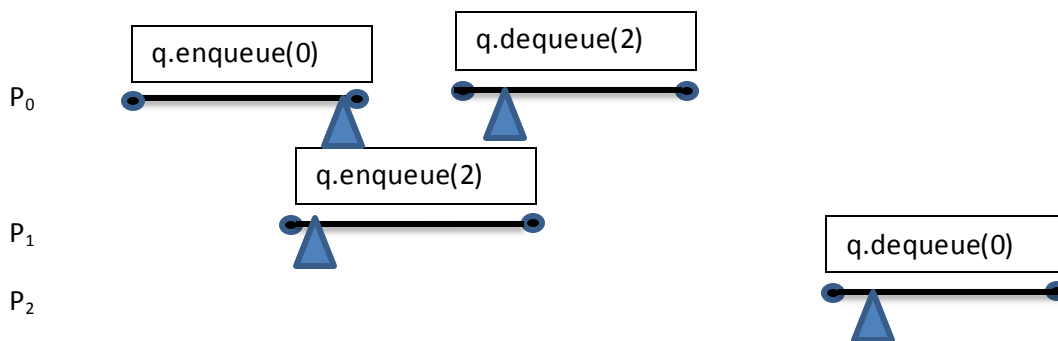 q.enqueue(0)
q.dequeue(2)
P₀
q.enqueue(2)
P₁
q.dequeue(0)
P₂